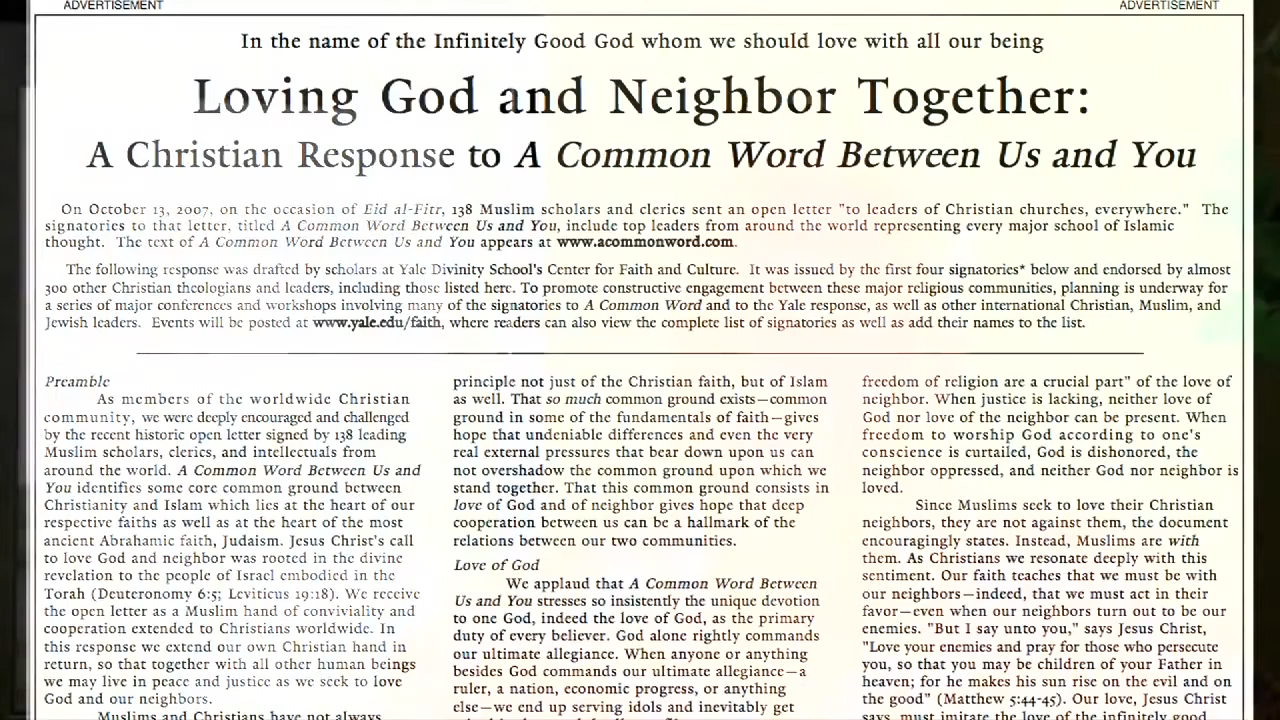 ADVERTISEMENT ADVERTISEMENT
In the name of the Infinitely Good God whom we should love with all our being
Loving God and Neighbor Together:
A Christian Response to A Common Word Between Us and You
On October 13, 2007, on the occasion of Eid al-Fitr, 138 Muslim scholars and clerics sent an open letter "to leaders of Christian churches, everywhere." The
signatories to that letter, titled A Common Word Between Us and You, include top leaders from around the world representing every major school of Islamic
thought. The text of A Common Word Between Us and You appears at www.acommonword.com.
The following response was drafted by scholars at Yale Divinity School's Center for Faith and Culture. It was issued by the first four signatories* below and endorsed by almost
300 other Christian theologians and leaders, including those listed here. To promote constructive engagement between these major religious communities, planning is underway for
a series of major conferences and workshops involving many of the signatories to A Common Word and to the Yale response, as well as other international Christian, Muslim, and
Jewish leaders. Events will be posted at www.yale.edu/faith, where readers can also view the complete list of signatories as well as add their names to the list.
Preamble
As members of the worldwide Christian
community, we were deeply encouraged and challenged
by the recent historic open letter signed by 138 leading
Muslim scholars, clerics, and intellectuals from
around the world. A Common Word Between Us and
You identifies some core common ground between
Christianity and Islam which lies at the heart of our
respective faiths as well as at the heart of the most
ancient Abrahamic faith, Judaism. Jesus Christ's call
to love God and neighbor was rooted in the divine
revelation to the people of Israel embodied in the
Torah (Deuteronomy 6:5; Leviticus 19:18). We receive
the open letter as a Muslim hand of conviviality and
cooperation extended to Christians worldwide. In
this response we extend our own Christian hand in
return, so that together with all other human beings
we may live in peace and justice as we seek to love
God and our neighbors.
Muslims and Christians have not always
principle not just of the Christian faith, but of Islam
as well. That so much common ground exists—common
ground in some of the fundamentals of faith—gives
hope that undeniable differences and even the very
real external pressures that bear down upon us can
not overshadow the common ground upon which we
stand together. That this common ground consists in
love of God and of neighbor gives hope that deep
cooperation between us can be a hallmark of the
relations between our two communities.
Love of God
We applaud that A Common Word Between
Us and You stresses so insistently the unique devotion
to one God, indeed the love of God, as the primary
duty of every believer. God alone rightly commands
our ultimate allegiance. When anyone or anything
besides God commands our ultimate allegiance—a
ruler, a nation, economic progress, or anything
else—we end up serving idols and inevitably get
freedom of religion are a crucial part" of the love of
neighbor. When justice is lacking, neither love of
God nor love of the neighbor can be present. When
freedom to worship God according to one's
conscience is curtailed, God is dishonored, the
neighbor oppressed, and neither God nor neighbor is
loved.
Since Muslims seek to love their Christian
neighbors, they are not against them, the document
encouragingly states. Instead, Muslims are with
them. As Christians we resonate deeply with this
sentiment. Our faith teaches that we must be with
our neighbors—indeed, that we must act in their
favor—even when our neighbors turn out to be our
enemies. "But I say unto you," says Jesus Christ,
"Love your enemies and pray for those who persecute
you, so that you may be children of your Father in
heaven; for he makes his sun rise on the evil and on
the good" (Matthew 5:44-45). Our love, Jesus Christ
says, must imitate the love of the infinitely good